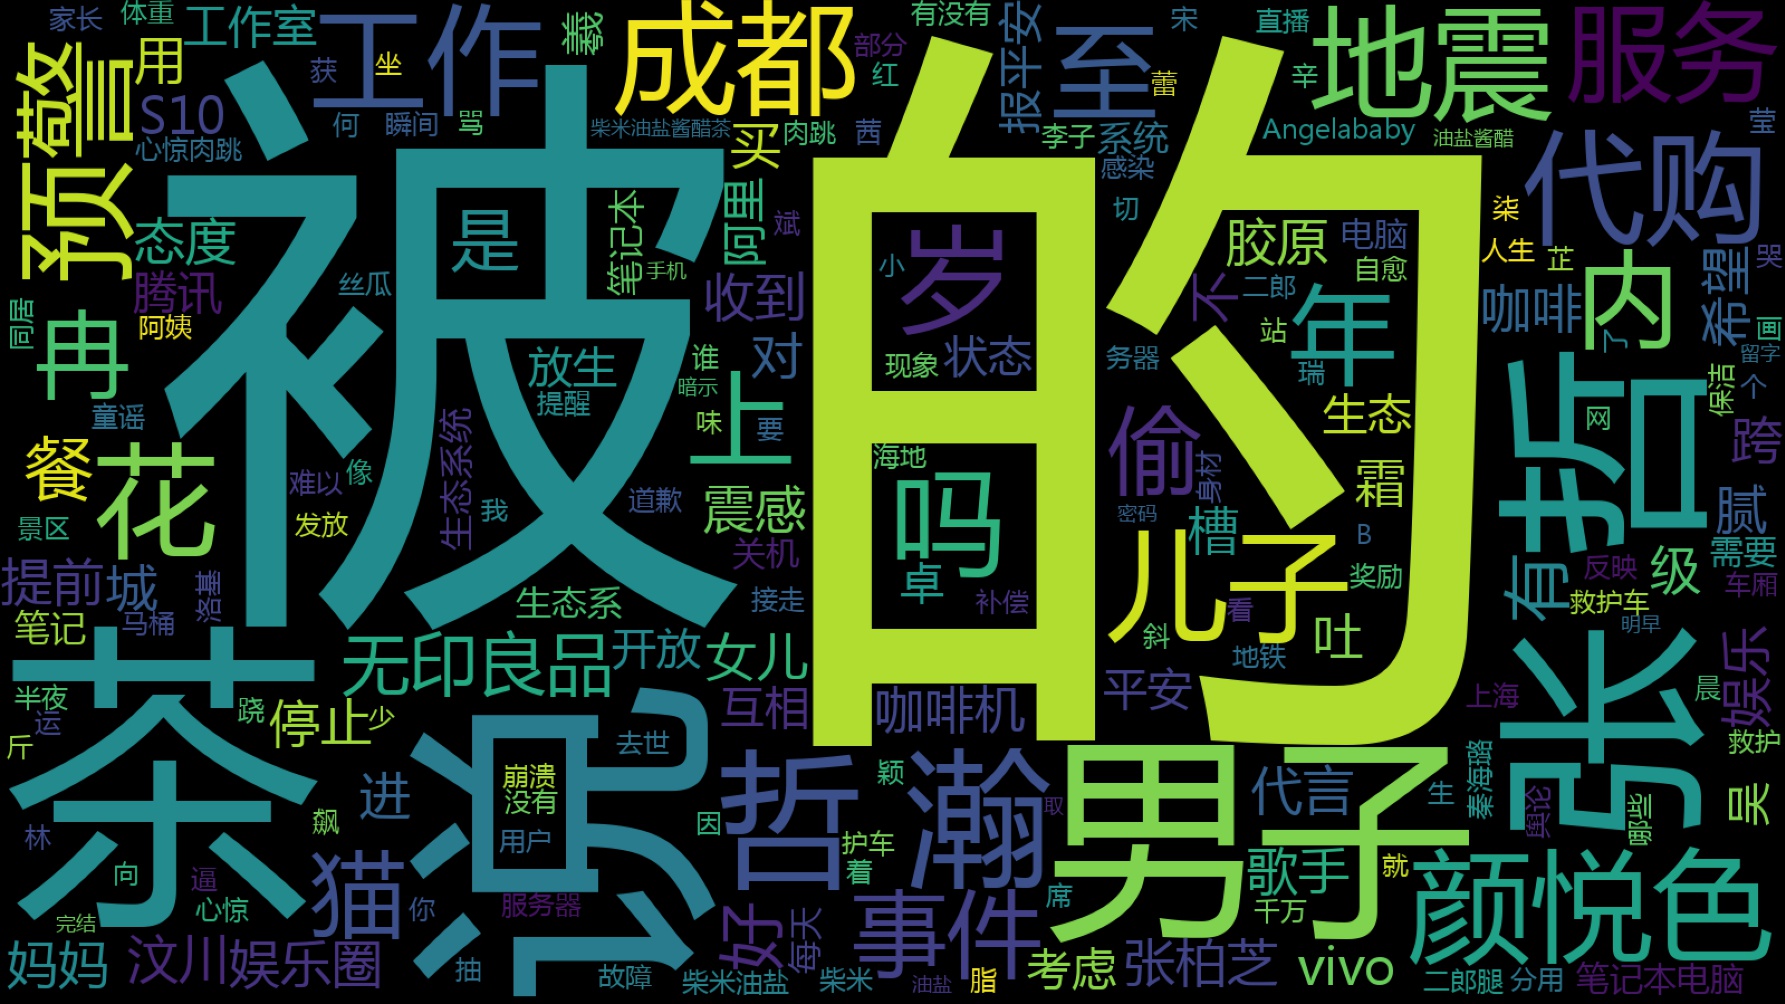 家长
体重
工作室
工作
羲
成都
部分
有没有
红
报平安
至
宋
直播
地震
服务
预警
用
获
坐
S10
何
瞬间
骂
柴米油盐酱醋茶
买
肉跳
茜
李子
系统
蕾
辛
Angelababy
油盐酱醋
莹
心惊肉跳
被
的
感染
代购
态度
是
笔记本
阿里
斌
岁
切
柒
胶原
电脑
人生
芷
内
希望
哭
腾讯
丝瓜
手机
收到
小
不
二郎
自愈
咖啡
画
同居
阿姨
冉
放生
谁
对
现象
状态
务器
站
年
瑞
了
留字
童谣
提醒
暗示
上
味
要
偷
生态
网
保洁
个
张哲
餐
花
难以
像
生态系统
我
道歉
震感
海地
吗
身材
霜
跨
景区
发放
密码
槽
B
腻
提前
城
洛基
关机
卓
儿子
奖励
有
级
反映
需要
笔记
马桶
生态系
接走
补偿
看
救护车
车厢
茶
无印良品
开放
女儿
斜
吐
地铁
明早
半夜
跷
停止
少
互相
咖啡机
平安
上海
晨
娱乐
运
斤
没
去世
崩溃
没有
用户
哲瀚
颖
取
男子
代言
生
秦海璐
舆论
那些
吴
救护
林
飙
进
因
护车
着
歌手
就
颜悦色
向
逼
猫
你
服务器
席
千万
完结
心惊
妈妈
汶川
娱乐圈
抽
故障
好
柴米油盐
每天
柴米
事件
油盐
脂
考虑
张柏芝
vivo
二郎腿
分用
笔记本电脑